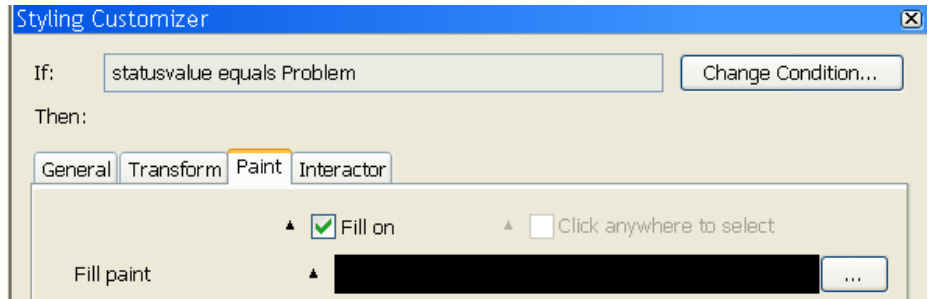 Styling Customizer
If: statusvalue equals Problem Change Condition...
Then:
General Transform Paint Interactor
Fill on Click anywhere to select
Fill paint ...